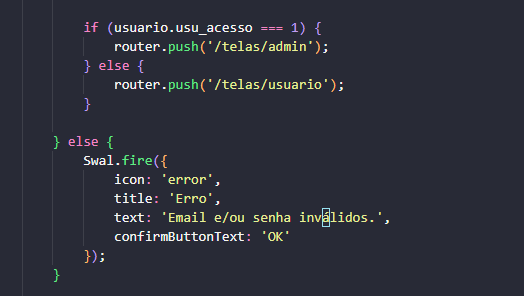 if (usuario.usu_acesso === 1) {
router.push('/telas/admin');
} else {
router.push('/telas/usuario');
}
} else {
Swal.fire({
icon: 'error',
title: 'Erro',
text: 'Email e/ou senha inválidos.',
confirmButtonText: 'OK'
});
}